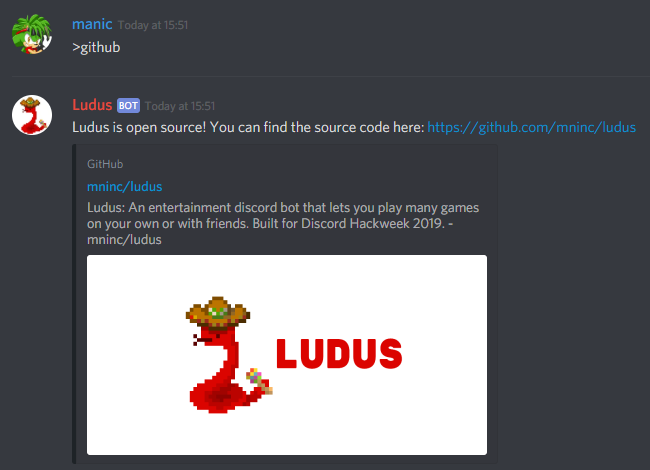 manic Today at 15:51
>github
Ludus BOT Today at 15:51
Ludus is open source! You can find the source code here: https://github.com/mninc/ludus
GitHub
mninc/ludus
Ludus: An entertainment discord bot that lets you play many games
on your own or with friends. Built for Discord Hackweek 2019. -
mninc/ludus
LUDUS